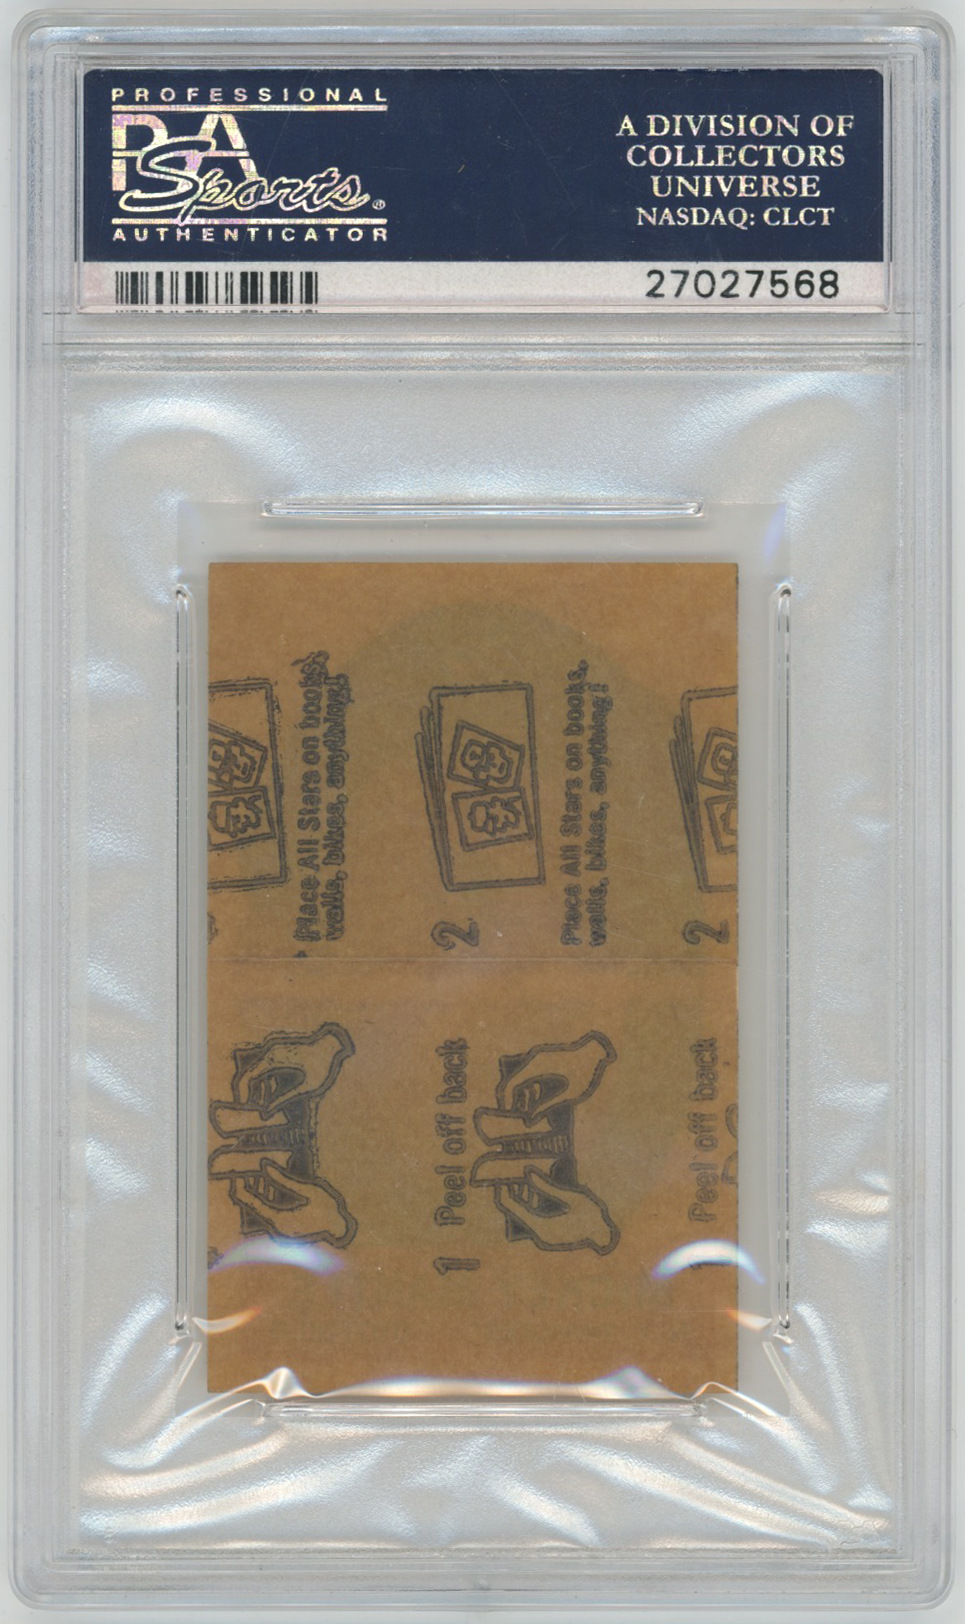 PROFESSIONAL
PSA
Sports®
AUTHENTICATOR
A DIVISION OF
COLLECTORS
UNIVERSE
NASDAQ: CLCT
27027568
Place All Stars on books,
walls, bikes, anything!
2
Place All Stars on books,
walls, bikes, anything!
2
1 Peel off back
Peel off back